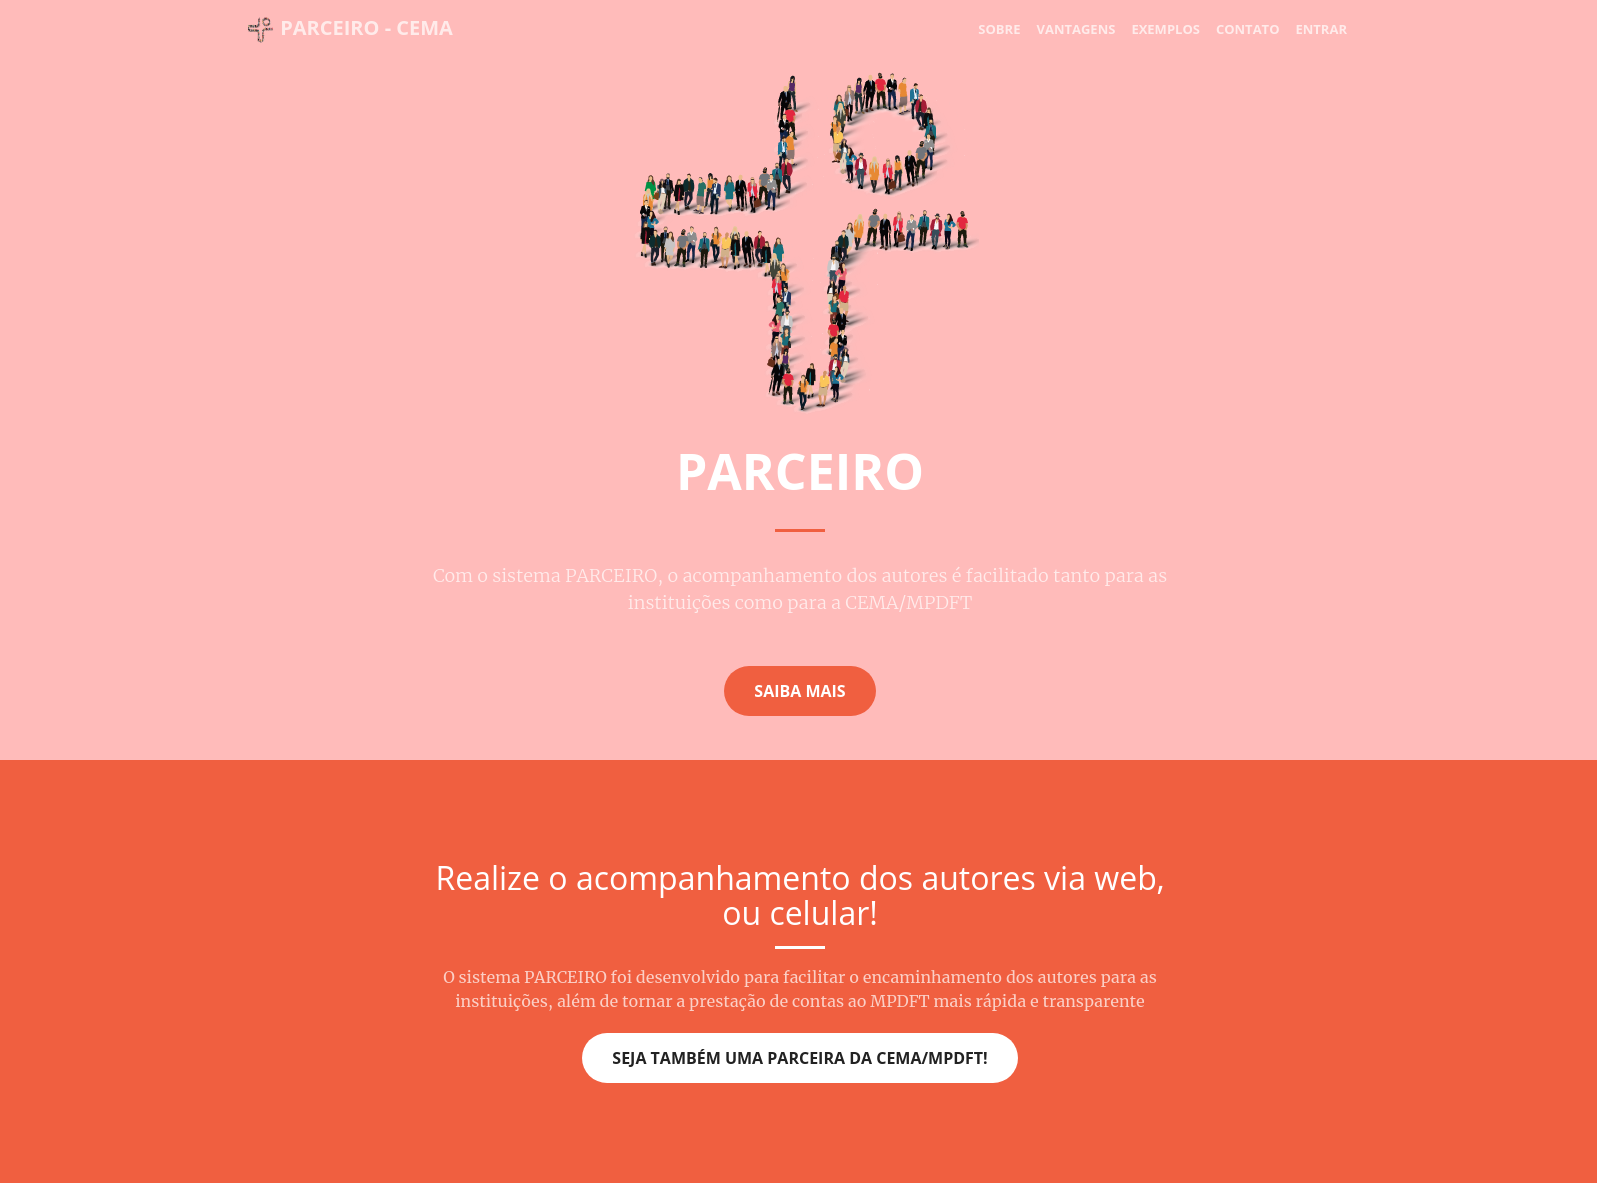 PARCEIRO - CEMA
SOBRE VANTAGENS EXEMPLOS CONTATO ENTRAR
PARCEIRO
Com o sistema PARCEIRO, o acompanhamento dos autores é facilitado tanto para as
instituições como para a CEMA/MPDFT
SAIBA MAIS
Realize o acompanhamento dos autores via web,
ou celular!
O sistema PARCEIRO foi desenvolvido para facilitar o encaminhamento dos autores para as
instituições, além de tornar a prestação de contas ao MPDFT mais rápida e transparente
SEJA TAMBÉM UMA PARCEIRA DA CEMA/MPDFT!